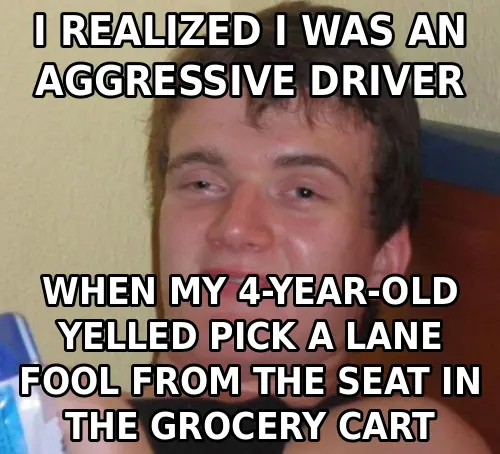 I REALIZED I WAS AN
AGGRESSIVE DRIVER
WHEN MY 4-YEAR-OLD
YELLED PICK A LANE
FOOL FROM THE SEAT IN
THE GROCERY CART